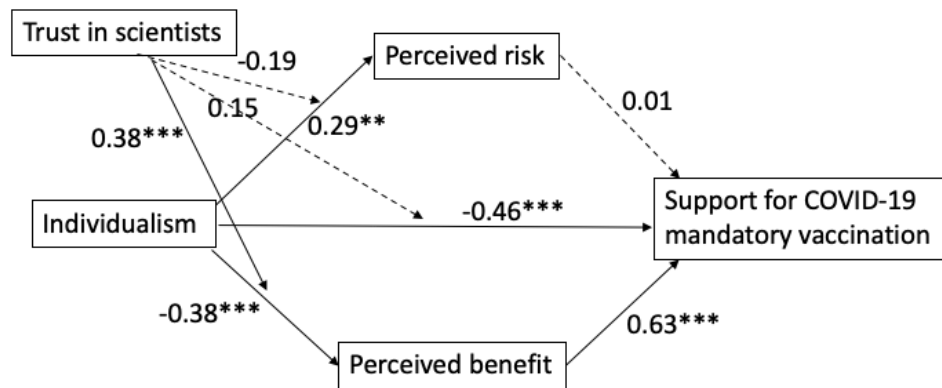 Trust in scientists
-0.19
Perceived risk
0.15
0.01
0.38***
0.29**
Individualism
-0.46***
Support for COVID-19
mandatory vaccination
-0.38***
0.63***
Perceived benefit